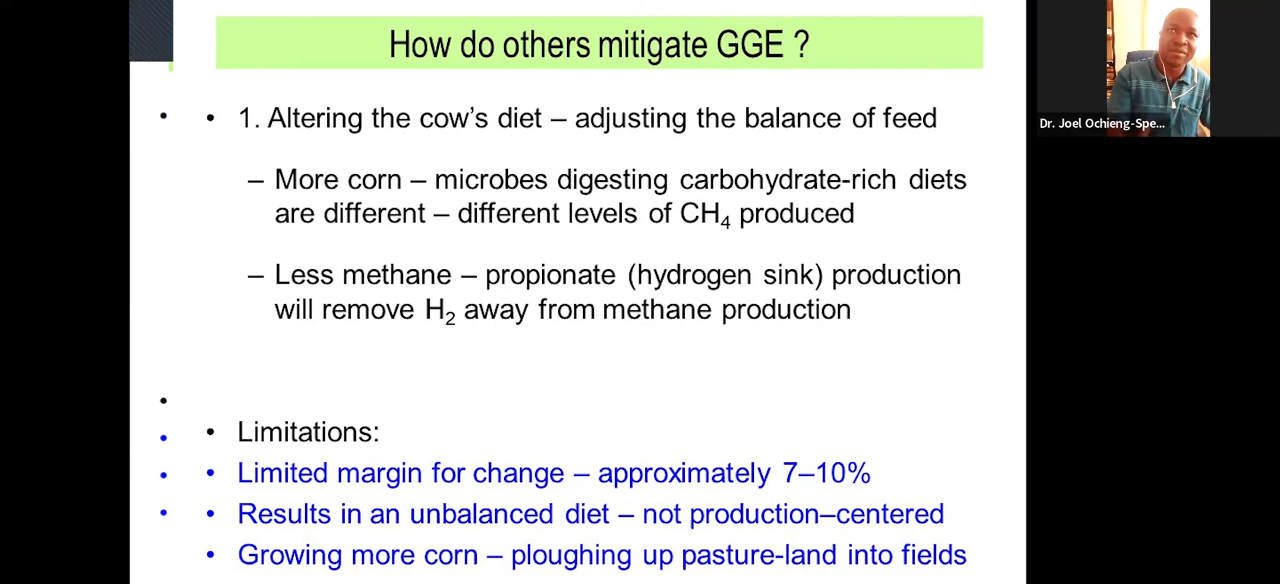 How do others mitigate GGE ?
• • 1. Altering the cow's diet – adjusting the balance of feed
– More corn – microbes digesting carbohydrate-rich diets
are different – different levels of CH₄ produced
– Less methane – propionate (hydrogen sink) production
will remove H₂ away from methane production
•
• • Limitations:
• • Limited margin for change – approximately 7–10%
• • Results in an unbalanced diet – not production–centered
• Growing more corn – ploughing up pasture-land into fields
Dr. Joel Ochieng-Spe...